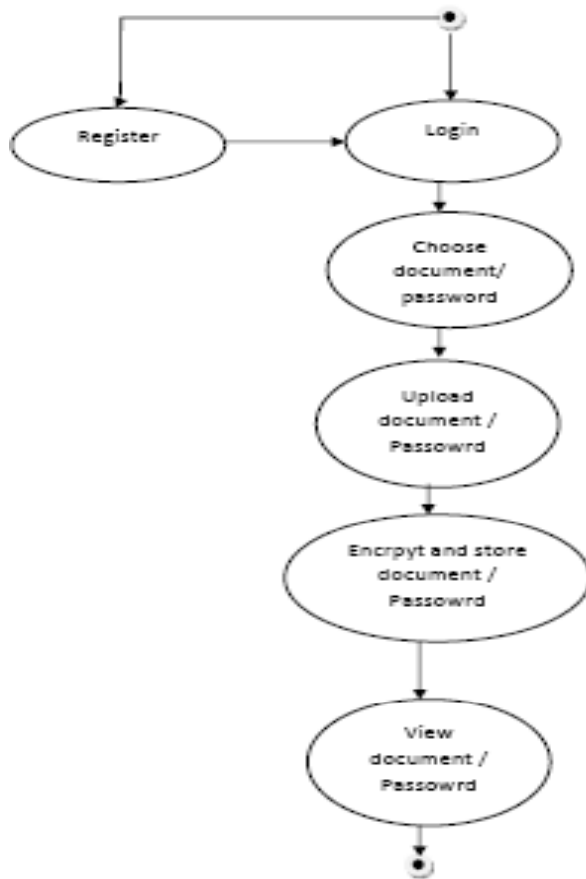 Register
Login
Choose
document/
password
Upload
document /
Passowrd
Encrpyt and store
document /
Passowrd
View
document /
Passowrd